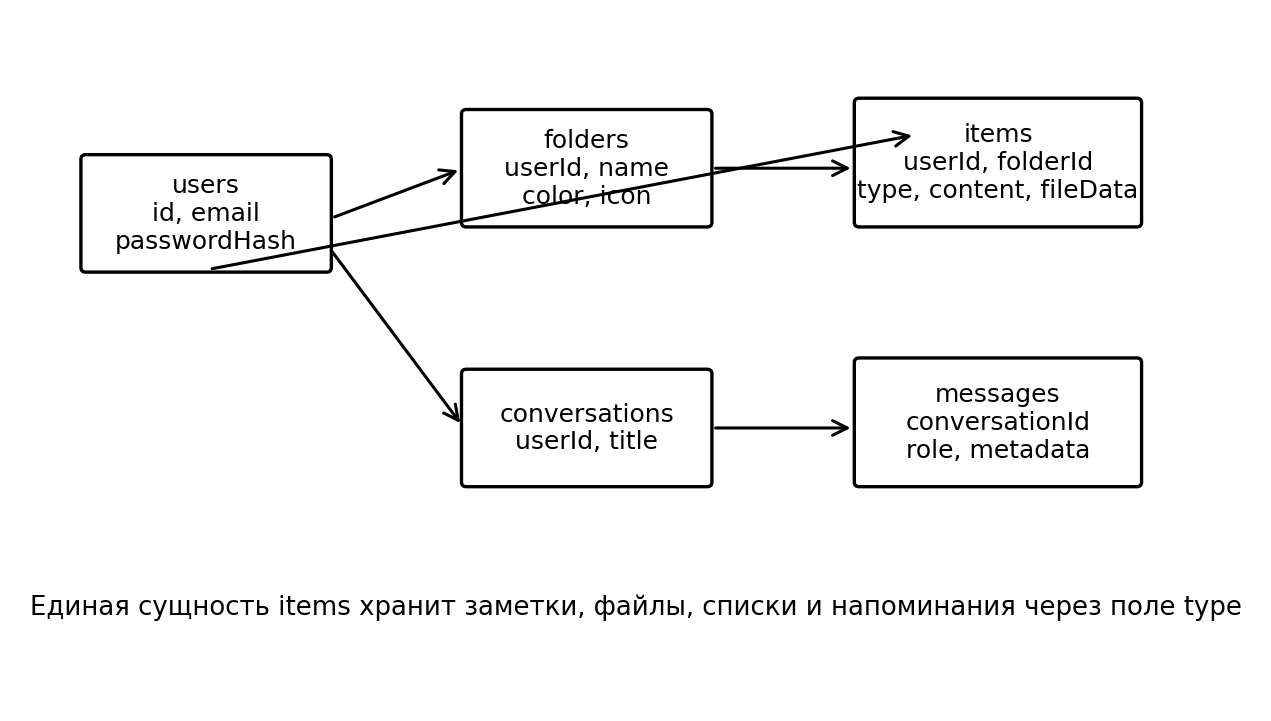 users
id, email
passwordHash
folders
userId, name
color, icon
items
userId, folderId
type, content, fileData
conversations
userId, title
messages
conversationId
role, metadata
Единая сущность items хранит заметки, файлы, списки и напоминания через поле type